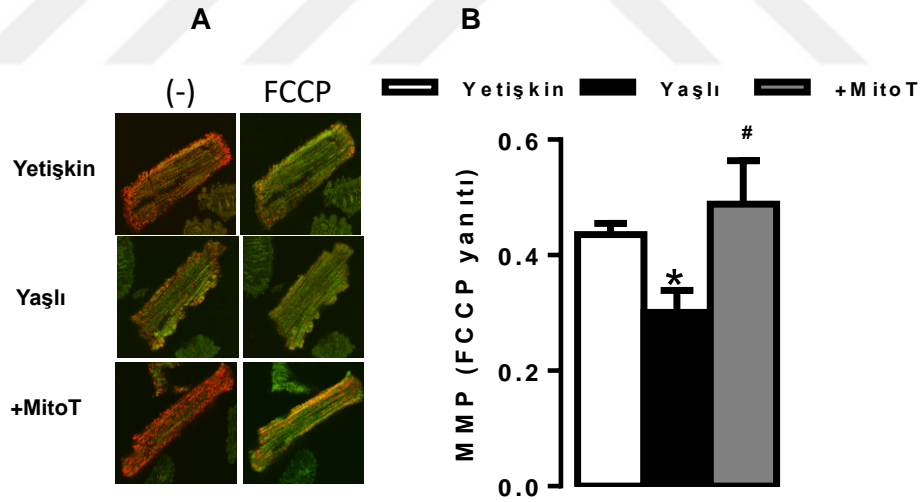 A B
(-) FCCP
Yetişkin
Yaşlı
+MitoT
Yetişkin Yaşlı +MitoT
MMP (FCCP yanıtı)
0.6
0.4
0.2
0.0
*
#